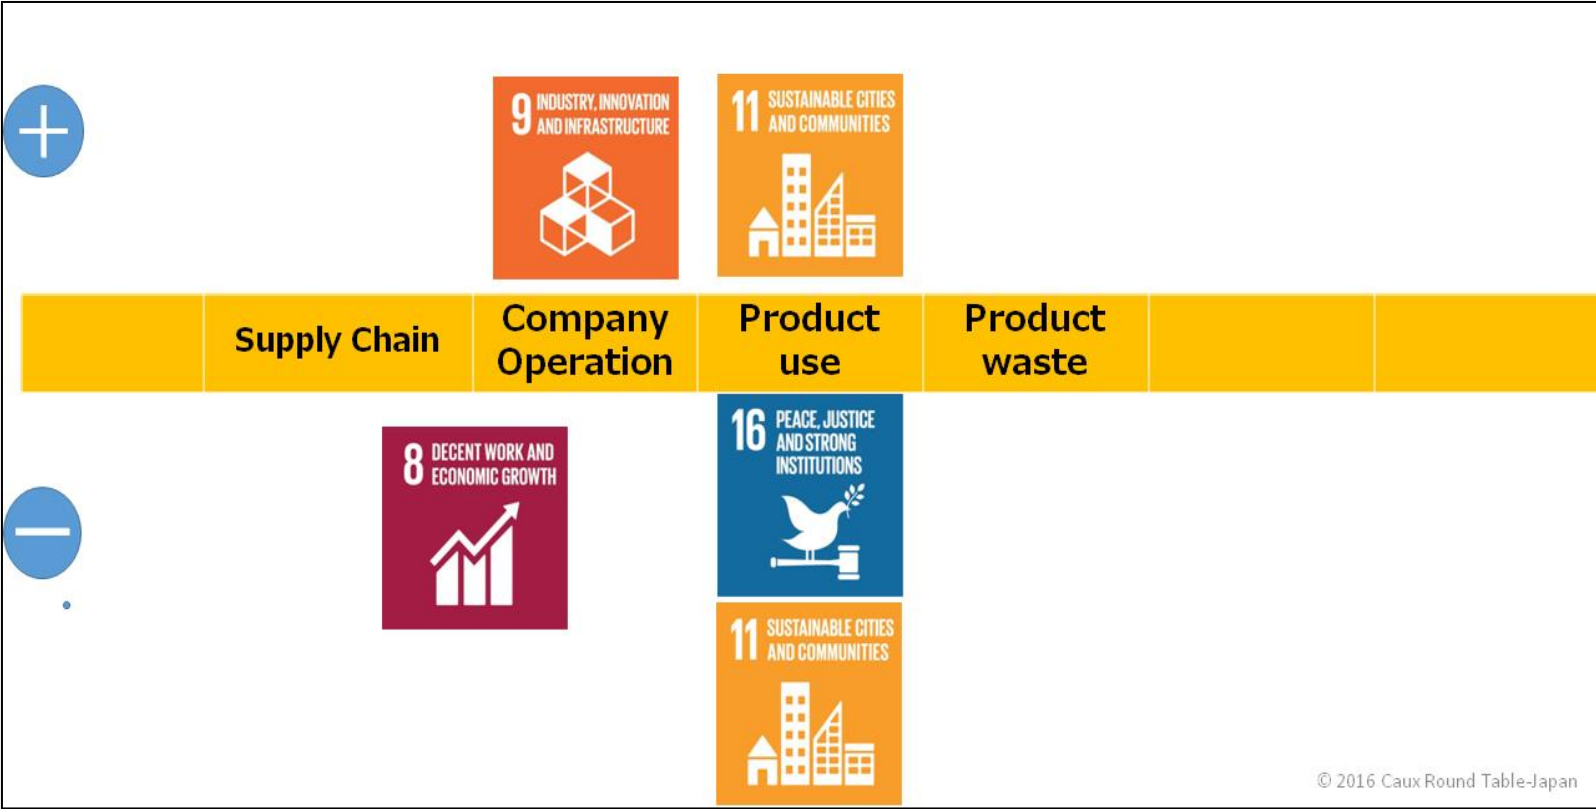 9 INDUSTRY, INNOVATION
AND INFRASTRUCTURE
11 SUSTAINABLE CITIES
AND COMMUNITIES
Supply Chain
Company
Operation
Product
use
Product
waste
8 DECENT WORK AND
ECONOMIC GROWTH
16 PEACE, JUSTICE
AND STRONG
INSTITUTIONS
11 SUSTAINABLE CITIES
AND COMMUNITIES
© 2016 Caux Round Table-Japan